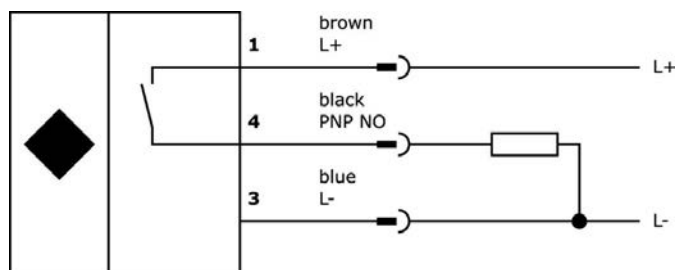 brown
1 L+
L+
black
4 PNP NO
blue
3 L-
L-